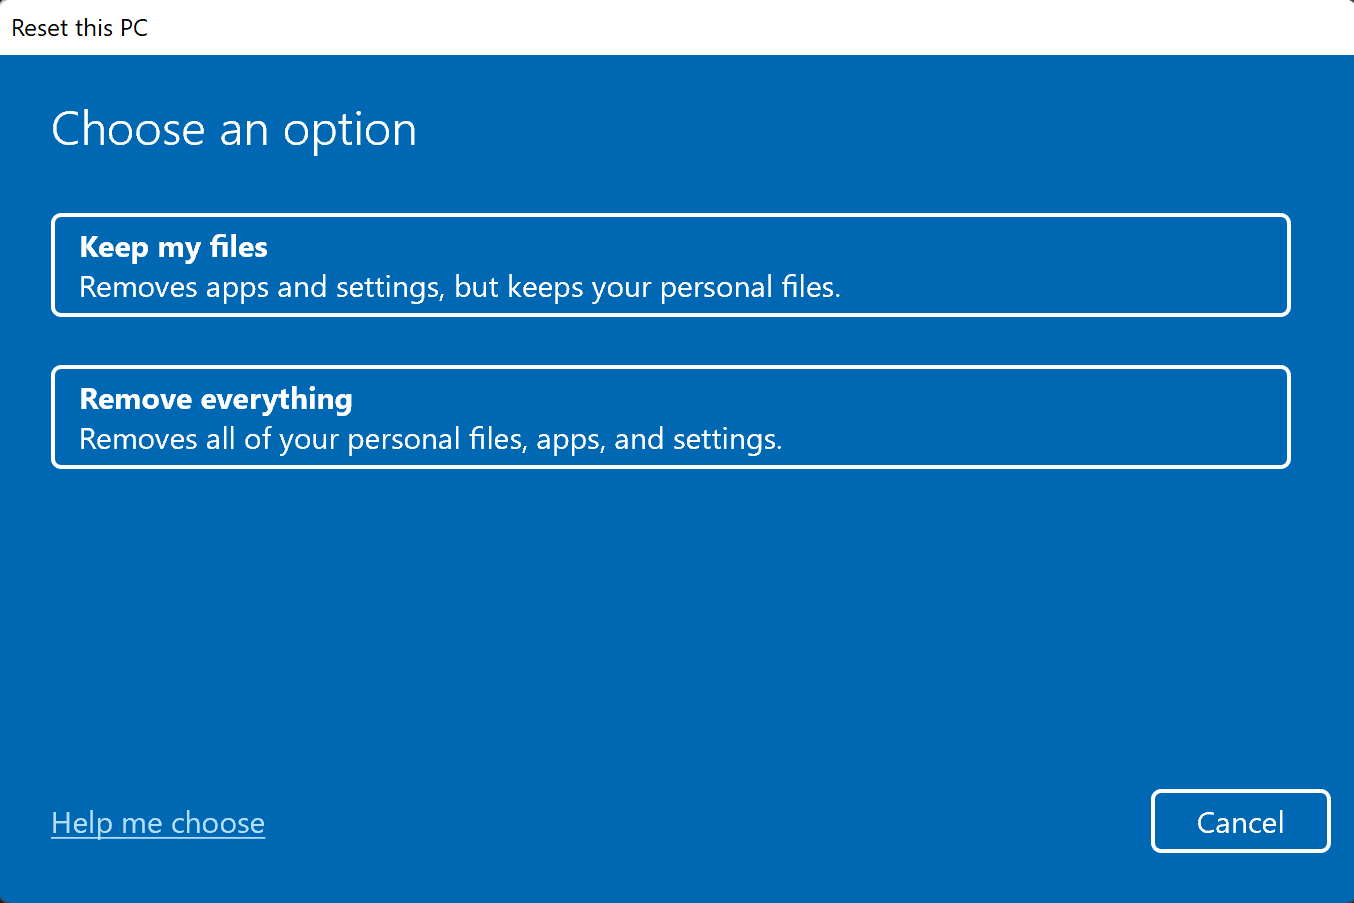 Reset this PC
Choose an option
Keep my files
Removes apps and settings, but keeps your personal files.
Remove everything
Removes all of your personal files, apps, and settings.
Help me choose
Cancel